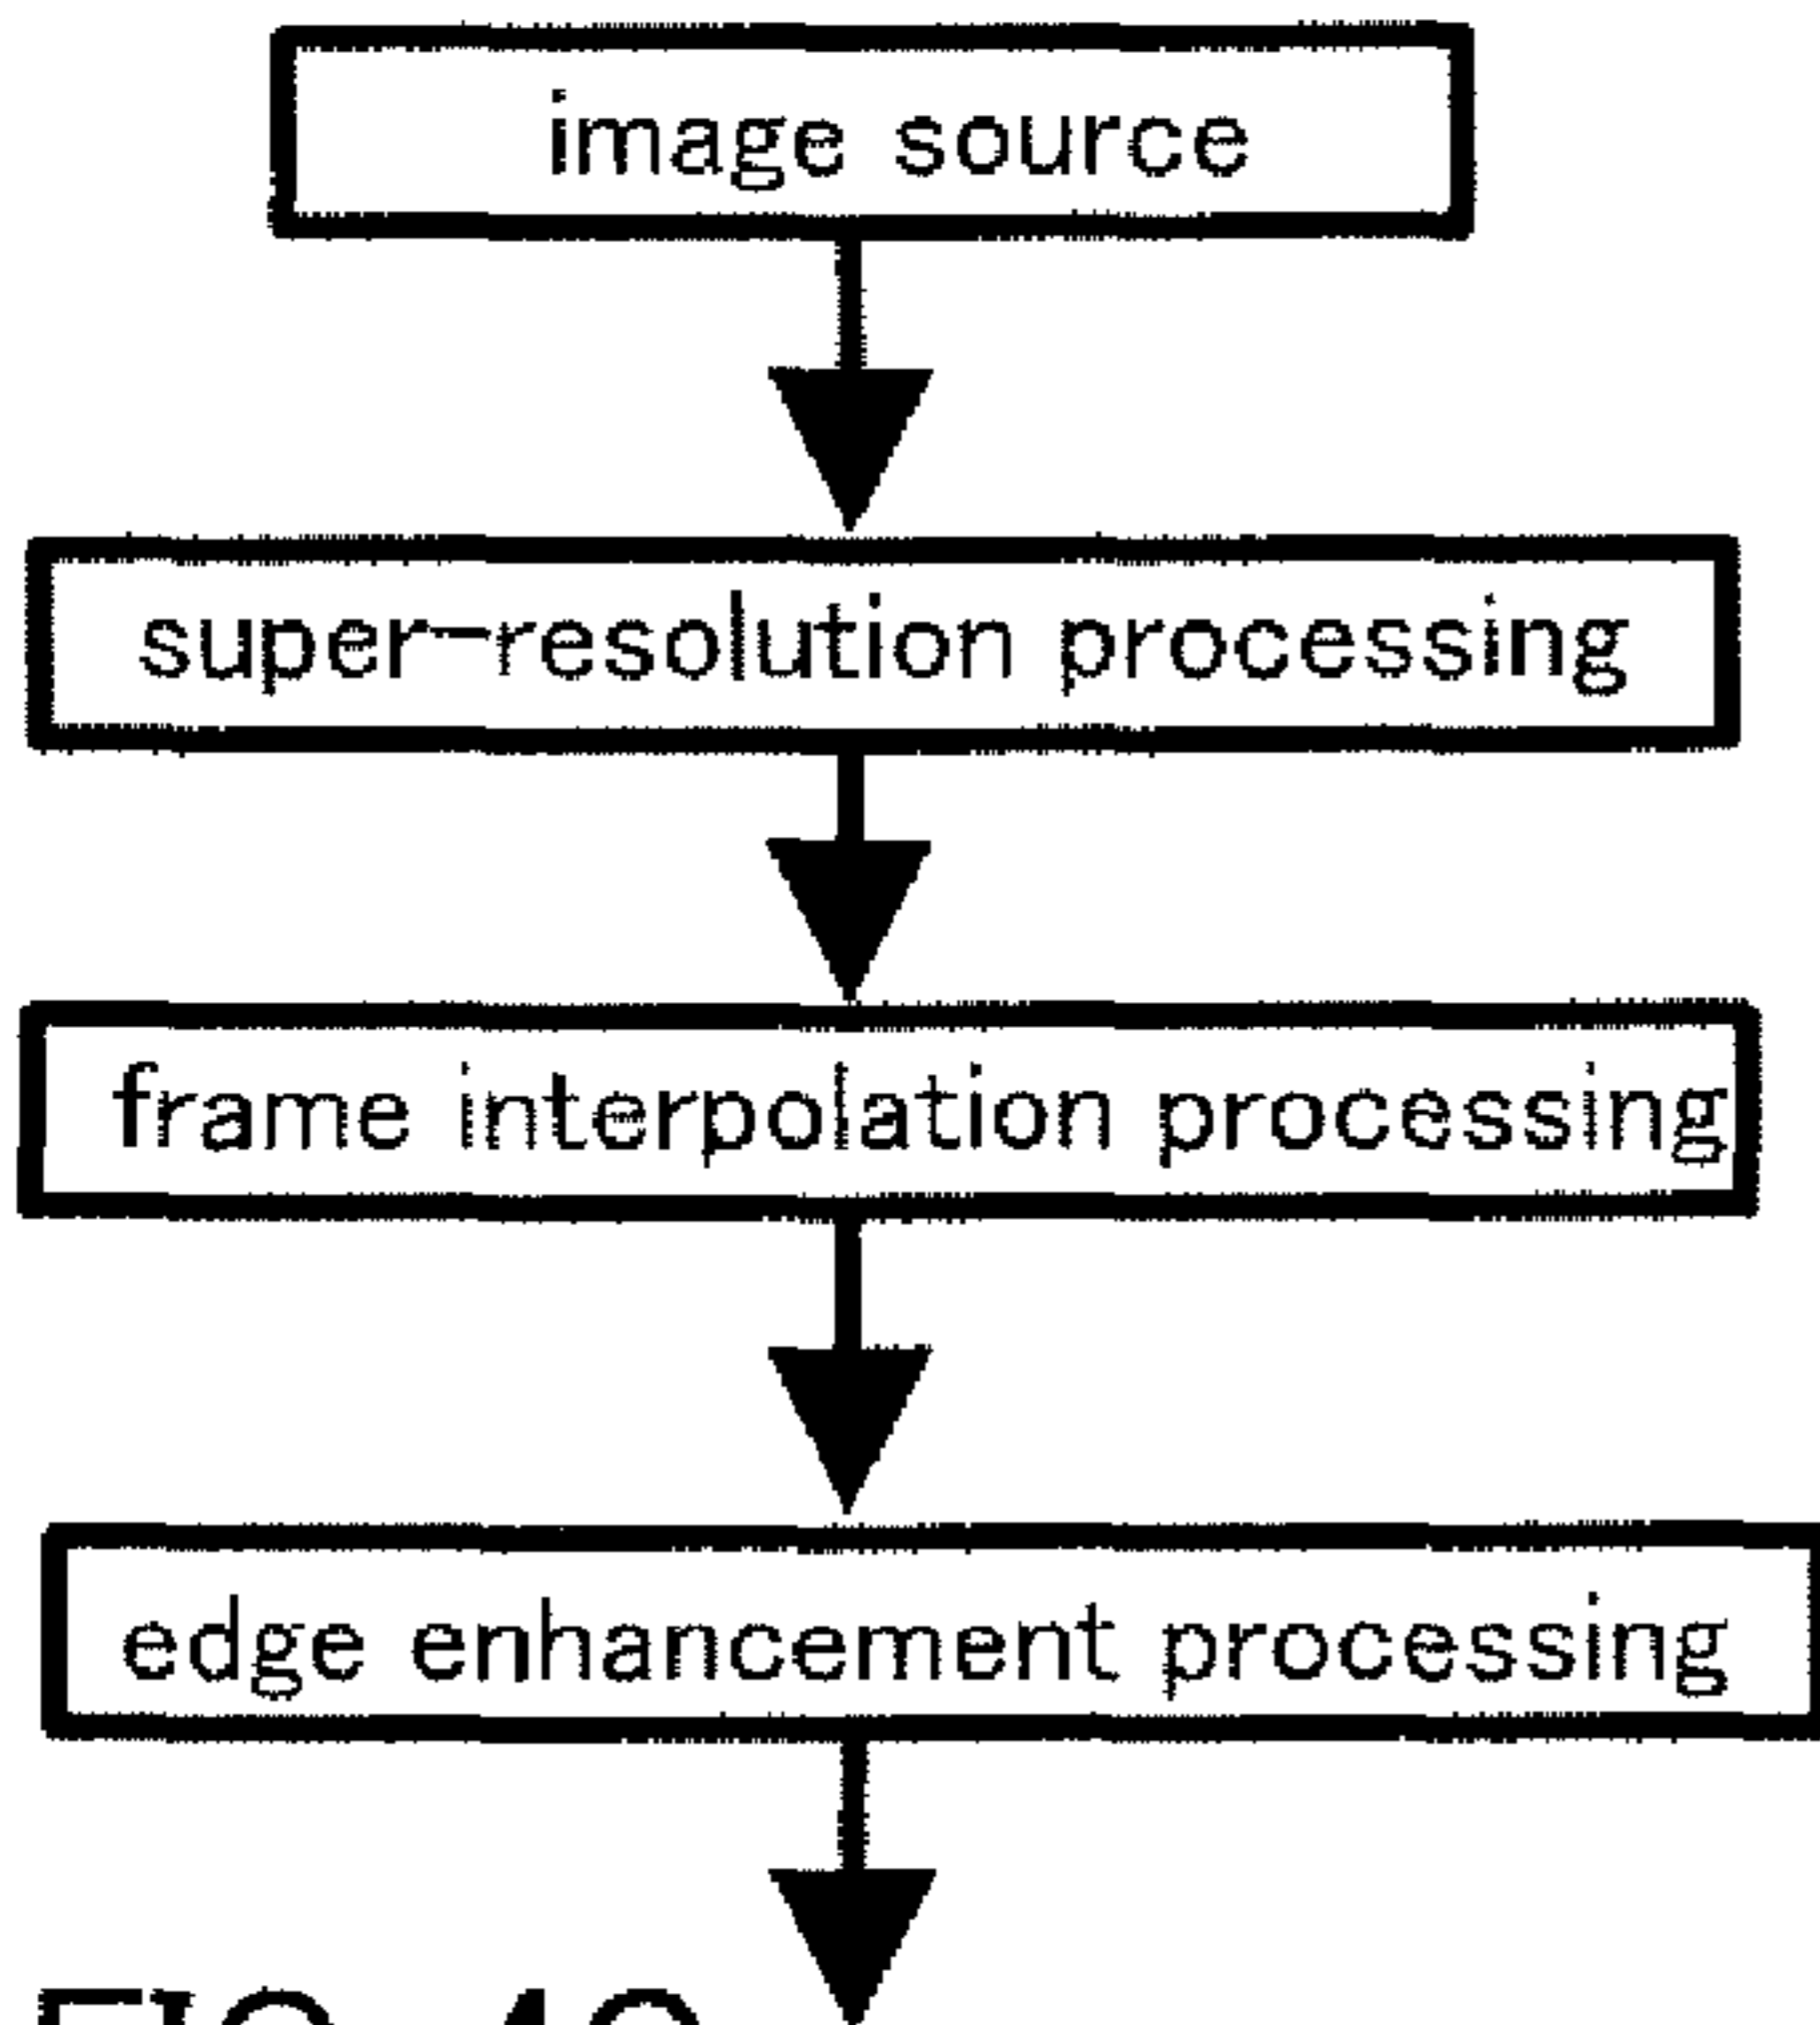 image source
super-resolution processing
frame interpolation processing
edge enhancement processing